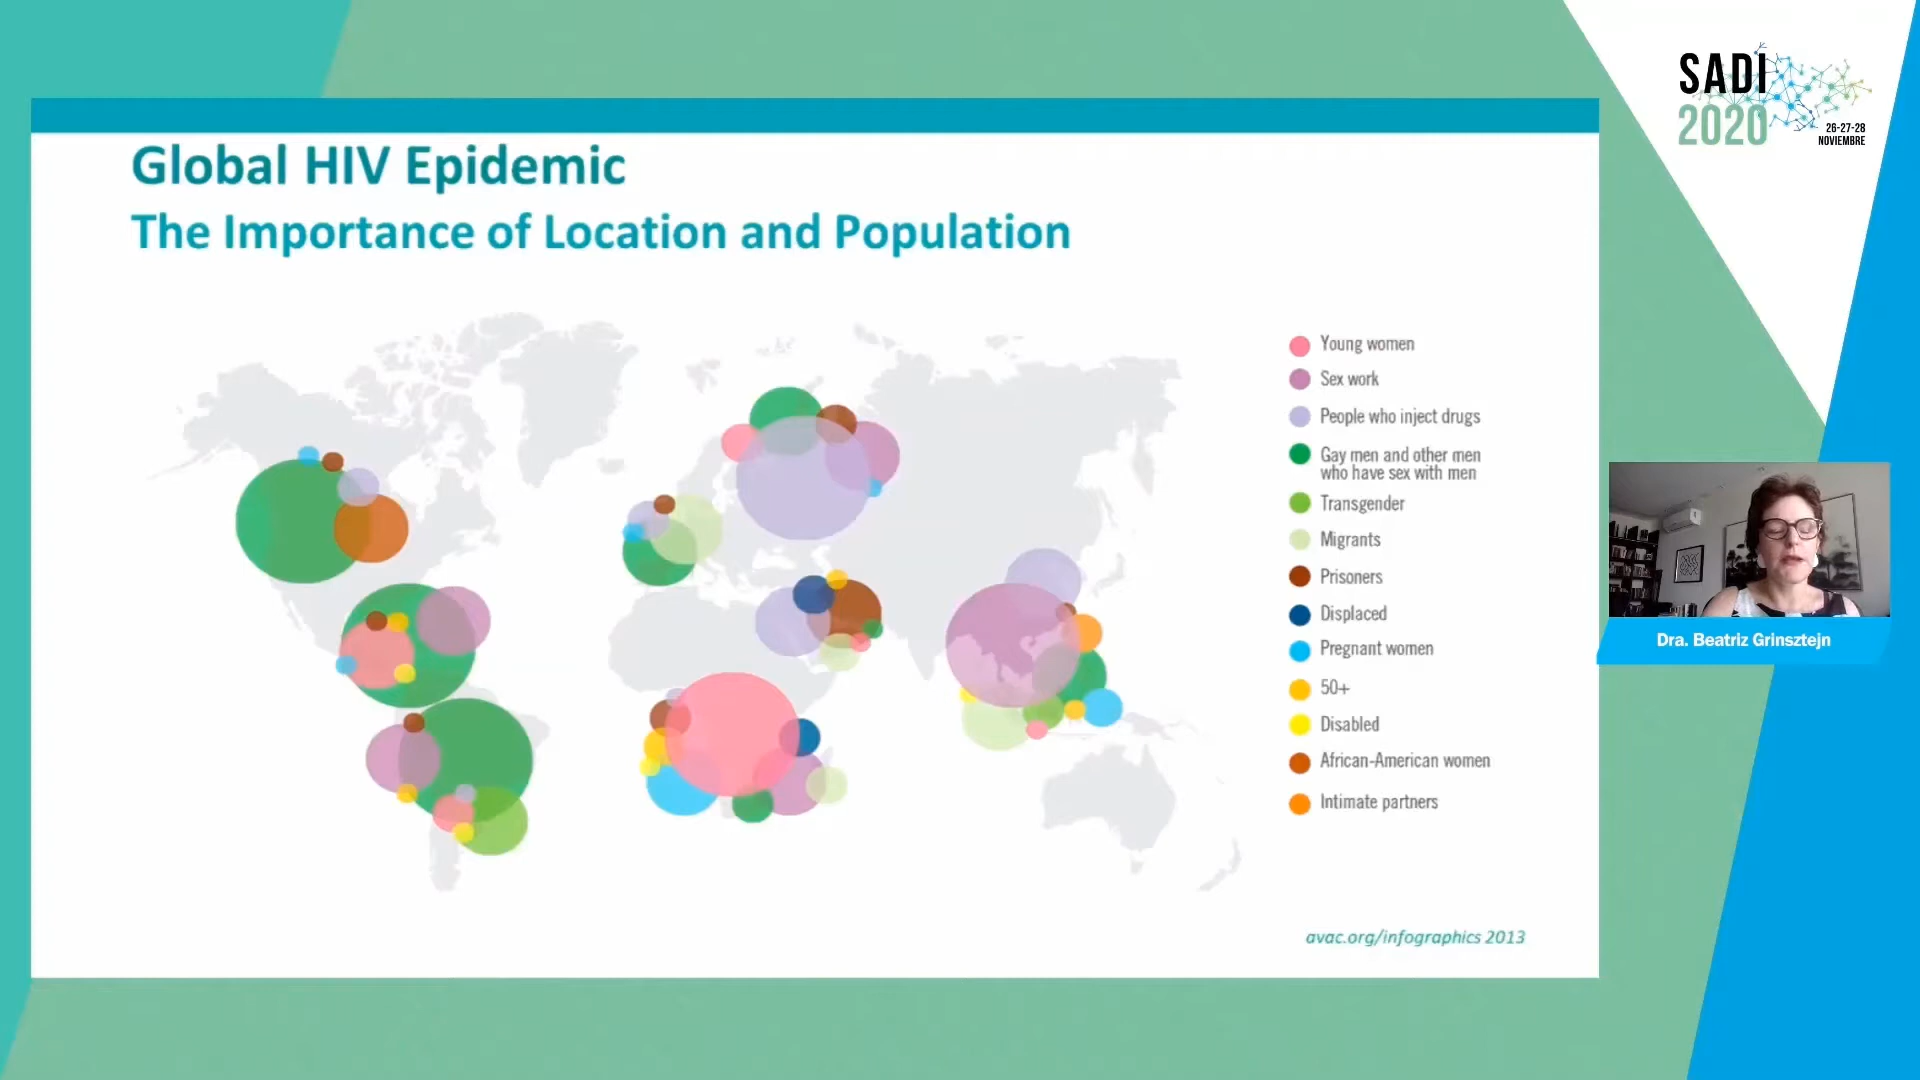 SADI
2020
26-27-28
NOVIEMBRE
Global HIV Epidemic
The Importance of Location and Population
Young women
Sex work
People who inject drugs
Gay men and other men
who have sex with men
Transgender
Migrants
Prisoners
Displaced
Pregnant women
50+
Disabled
African-American women
Intimate partners
avac.org/infographics 2013
Dra. Beatriz Grinsztejn